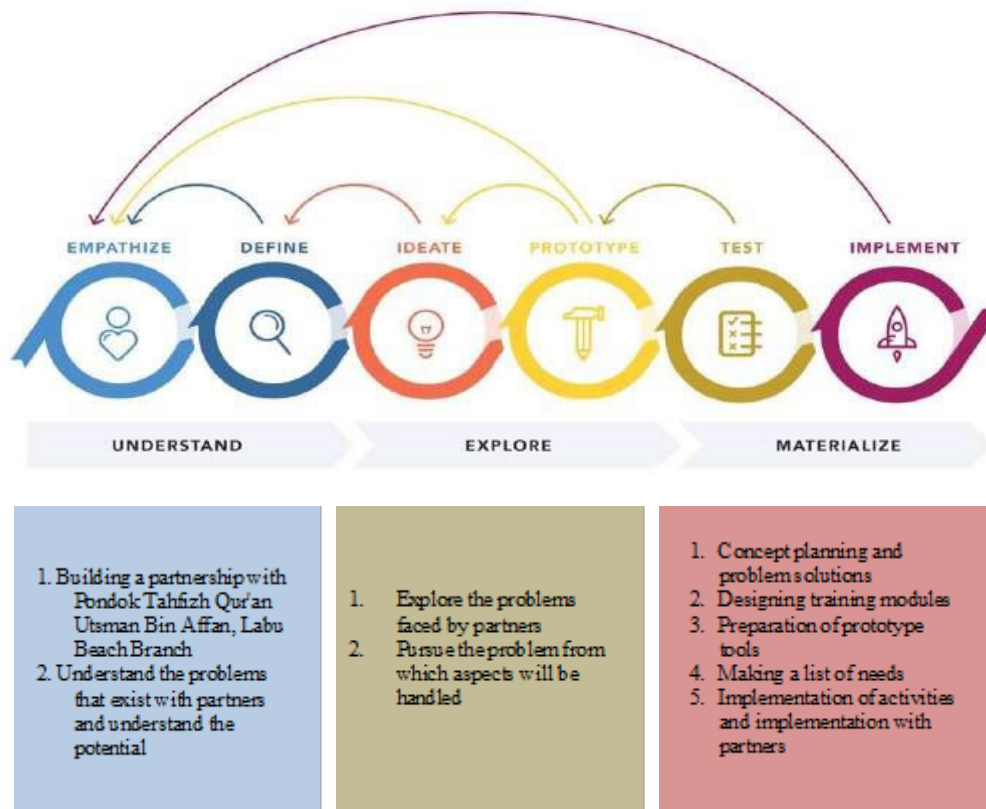 EMPATHIZE DEFINE IDEATE PROTOTYPE TEST IMPLEMENT
UNDERSTAND EXPLORE MATERIALIZE
1. Building a partnership with
Pondok Tahfizh Qur'an
Utsman Bin Affan, Labu
Beach Branch
2. Understand the problems
that exist with partners
and understand the
potential
1. Explore the problems
faced by partners
2. Pursue the problem from
which aspects will be
handled
1. Concept planning and
problem solutions
2. Designing training modules
3. Preparation of prototype
tools
4. Making a list of needs
5. Implementation of activities
and implementation with
partners